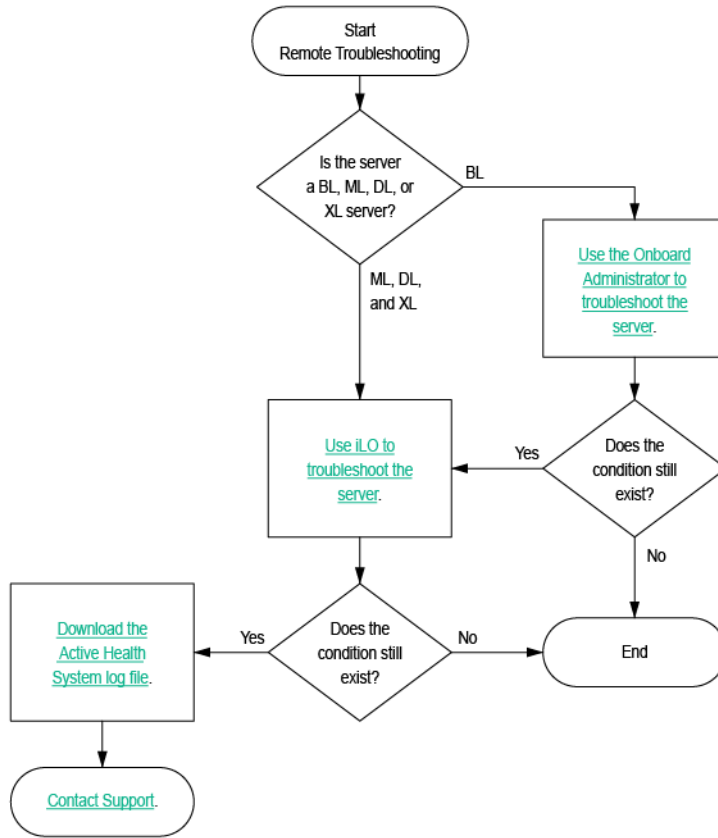 Start
Remote Troubleshooting
Is the server
a BL, ML, DL, or
XL server?
BL
Use the Onboard
Administrator to
troubleshoot the
server.
ML, DL,
and XL
Use iLO to
troubleshoot the
server.
Yes
Does the
condition still
exist?
No
Download the
Active Health
System log file.
Yes
Does the
condition still
exist?
No
End
Contact Support.